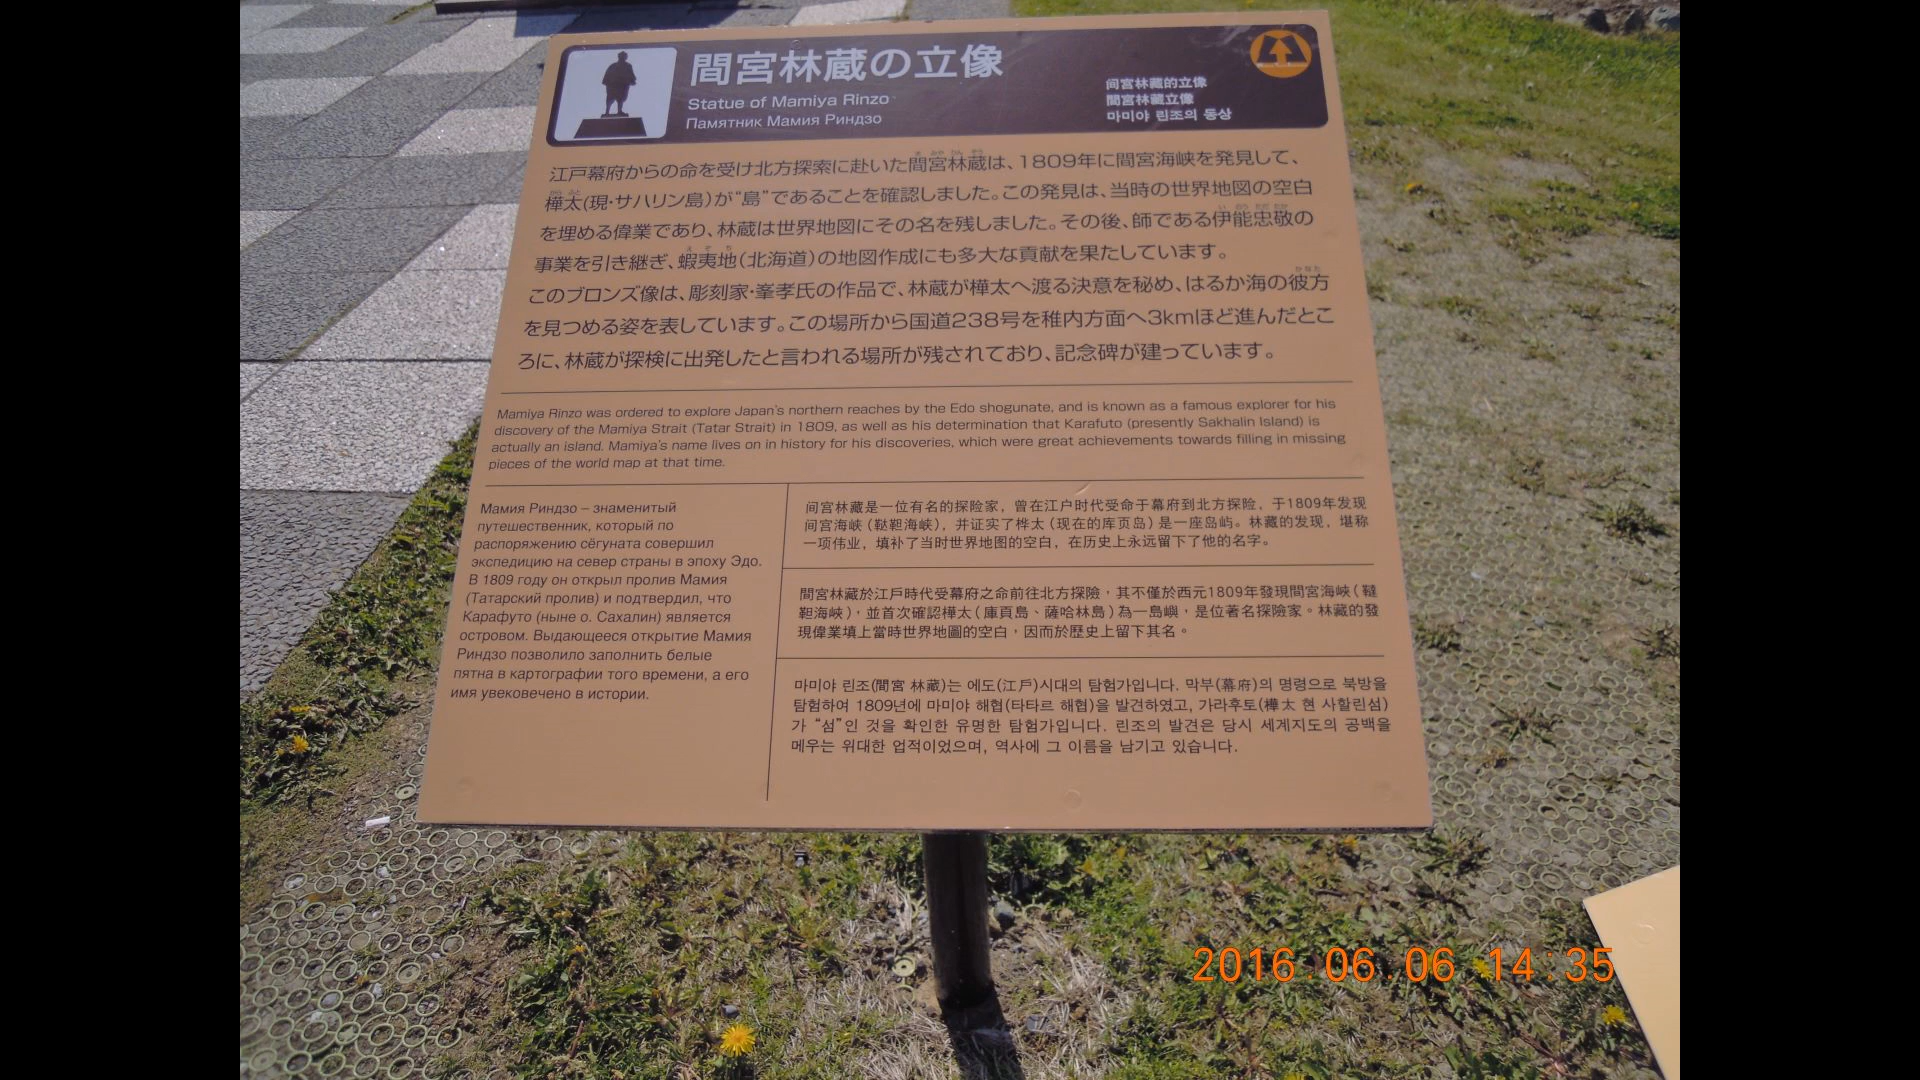 間宮林蔵の立像
Statue of Mamiya Rinzo
Памятник Мамия Риндзо
间宫林藏的立像
間宮林藏立像
마미야 린조의 동상
江戸幕府からの命を受け北方探索に赴いた間宮林蔵は、1809年に間宮海峡を発見して、
樺太(現・サハリン島)が“島”であることを確認しました。この発見は、当時の世界地図の空白
を埋める偉業であり、林蔵は世界地図にその名を残しました。その後、師である伊能忠敬の
事業を引き継ぎ、蝦夷地(北海道)の地図作成にも多大な貢献を果たしています。
このブロンズ像は、彫刻家・峯孝氏の作品で、林蔵が樺太へ渡る決意を秘め、はるか海の彼方
を見つめる姿を表しています。この場所から国道238号を稚内方面へ3kmほど進んだとこ
ろに、林蔵が探検に出発したと言われる場所が残されており、記念碑が建っています。
Mamiya Rinzo was ordered to explore Japan's northern reaches by the Edo shogunate, and is known as a famous explorer for his
discovery of the Mamiya Strait (Tatar Strait) in 1809, as well as his determination that Karafuto (presently Sakhalin Island) is
actually an island. Mamiya's name lives on in history for his discoveries, which were great achievements towards filling in missing
pieces of the world map at that time.
Мамия Риндзо – знаменитый
путешественник, который по
распоряжению сёгуната совершил
экспедицию на север страны в эпоху Эдо.
В 1809 году он открыл пролив Мамия
(Татарский пролив) и подтвердил, что
Карафуто (ныне о. Сахалин) является
островом. Выдающееся открытие Мамия
Риндзо позволило заполнить белые
пятна в картографии того времени, а его
имя увековечено в истории.
间宫林藏是一位有名的探险家，曾在江户时代受命于幕府到北方探险，于1809年发现
间宫海峡（鞑靼海峡），并证实了桦太（现在的库页岛）是一座岛屿。林藏的发现，堪称
一项伟业，填补了当时世界地图的空白，在历史上永远留下了他的名字。
間宮林藏於江戶時代受幕府之命前往北方探險，其不僅於西元1809年發現間宮海峽（韃
靼海峽），並首次確認樺太（庫頁島、薩哈林島）為一島嶼，是位著名探險家。林藏的發
現偉業填上當時世界地圖的空白，因而於歷史上留下其名。
마미야 린조(間宮 林藏)는 에도(江戶)시대의 탐험가입니다. 막부(幕府)의 명령으로 북방을
탐험하여 1809년에 마미야 해협(타타르 해협)을 발견하였고, 가라후토(樺太 현 사할린섬)
가 “섬”인 것을 확인한 유명한 탐험가입니다. 린조의 발견은 당시 세계지도의 공백을
메우는 위대한 업적이었으며, 역사에 그 이름을 남기고 있습니다.
2016.06.06 14:35